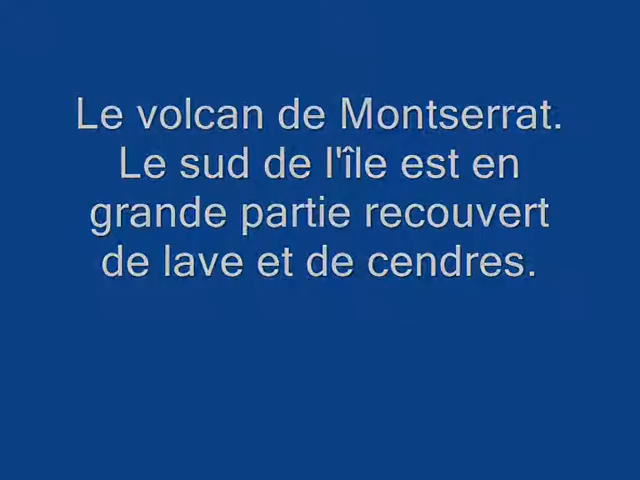 Le volcan de Montserrat.
Le sud de l'île est en
grande partie recouvert
de lave et de cendres.